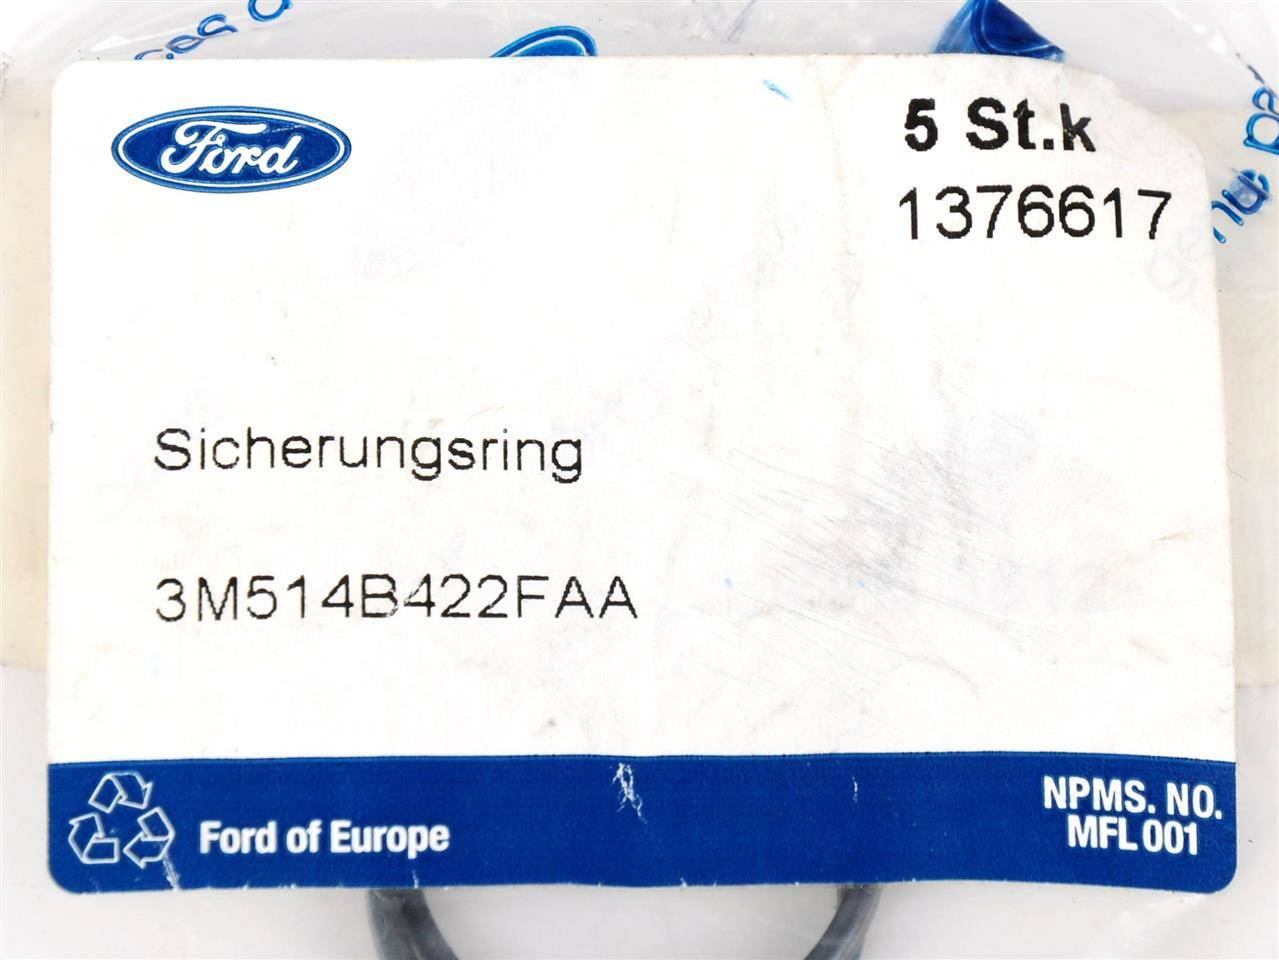 Ford
5 St.k
1376617
Sicherungsring
3M514B422FAA
Ford of Europe
NPMS. NO.
MFL 001